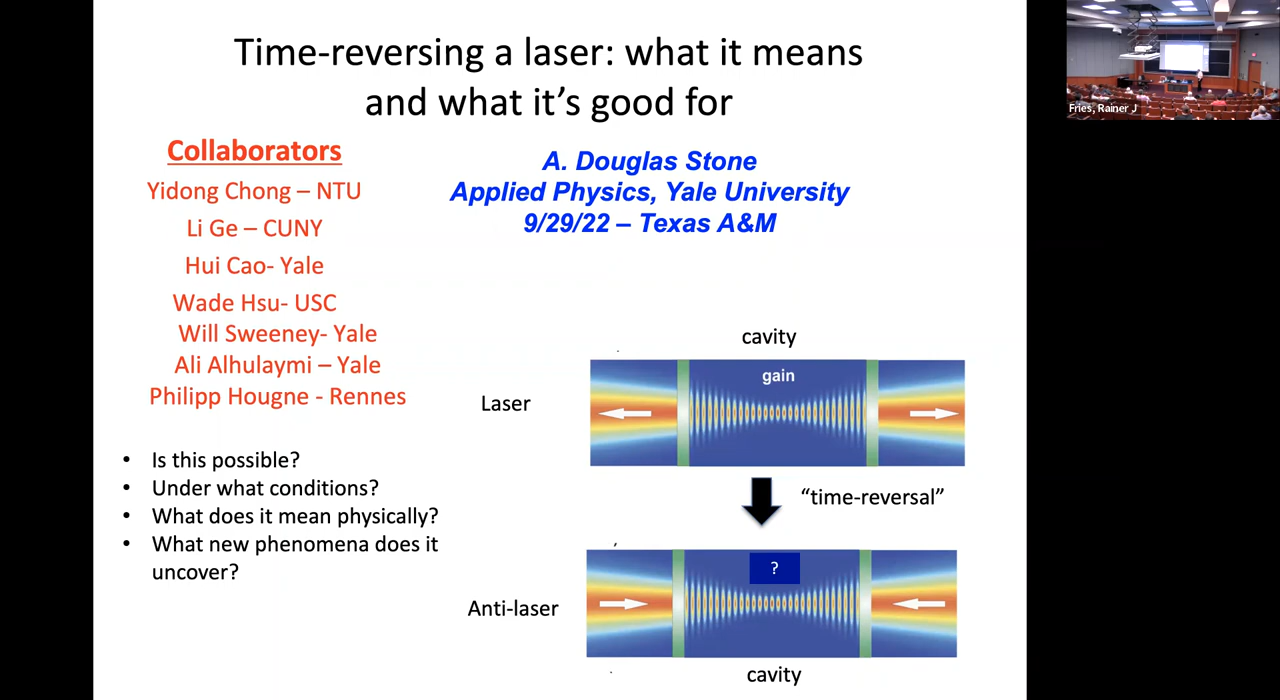 Time-reversing a laser: what it means
and what it's good for
Collaborators
Yidong Chong – NTU
Li Ge – CUNY
Hui Cao- Yale
Wade Hsu- USC
Will Sweeney- Yale
Ali Alhulaymi – Yale
Philipp Hougne - Rennes
A. Douglas Stone
Applied Physics, Yale University
9/29/22 – Texas A&M
• Is this possible?
• Under what conditions?
• What does it mean physically?
• What new phenomena does it
uncover?
cavity
gain
Laser
"time-reversal"
?
Anti-laser
cavity
Fries, Rainer J